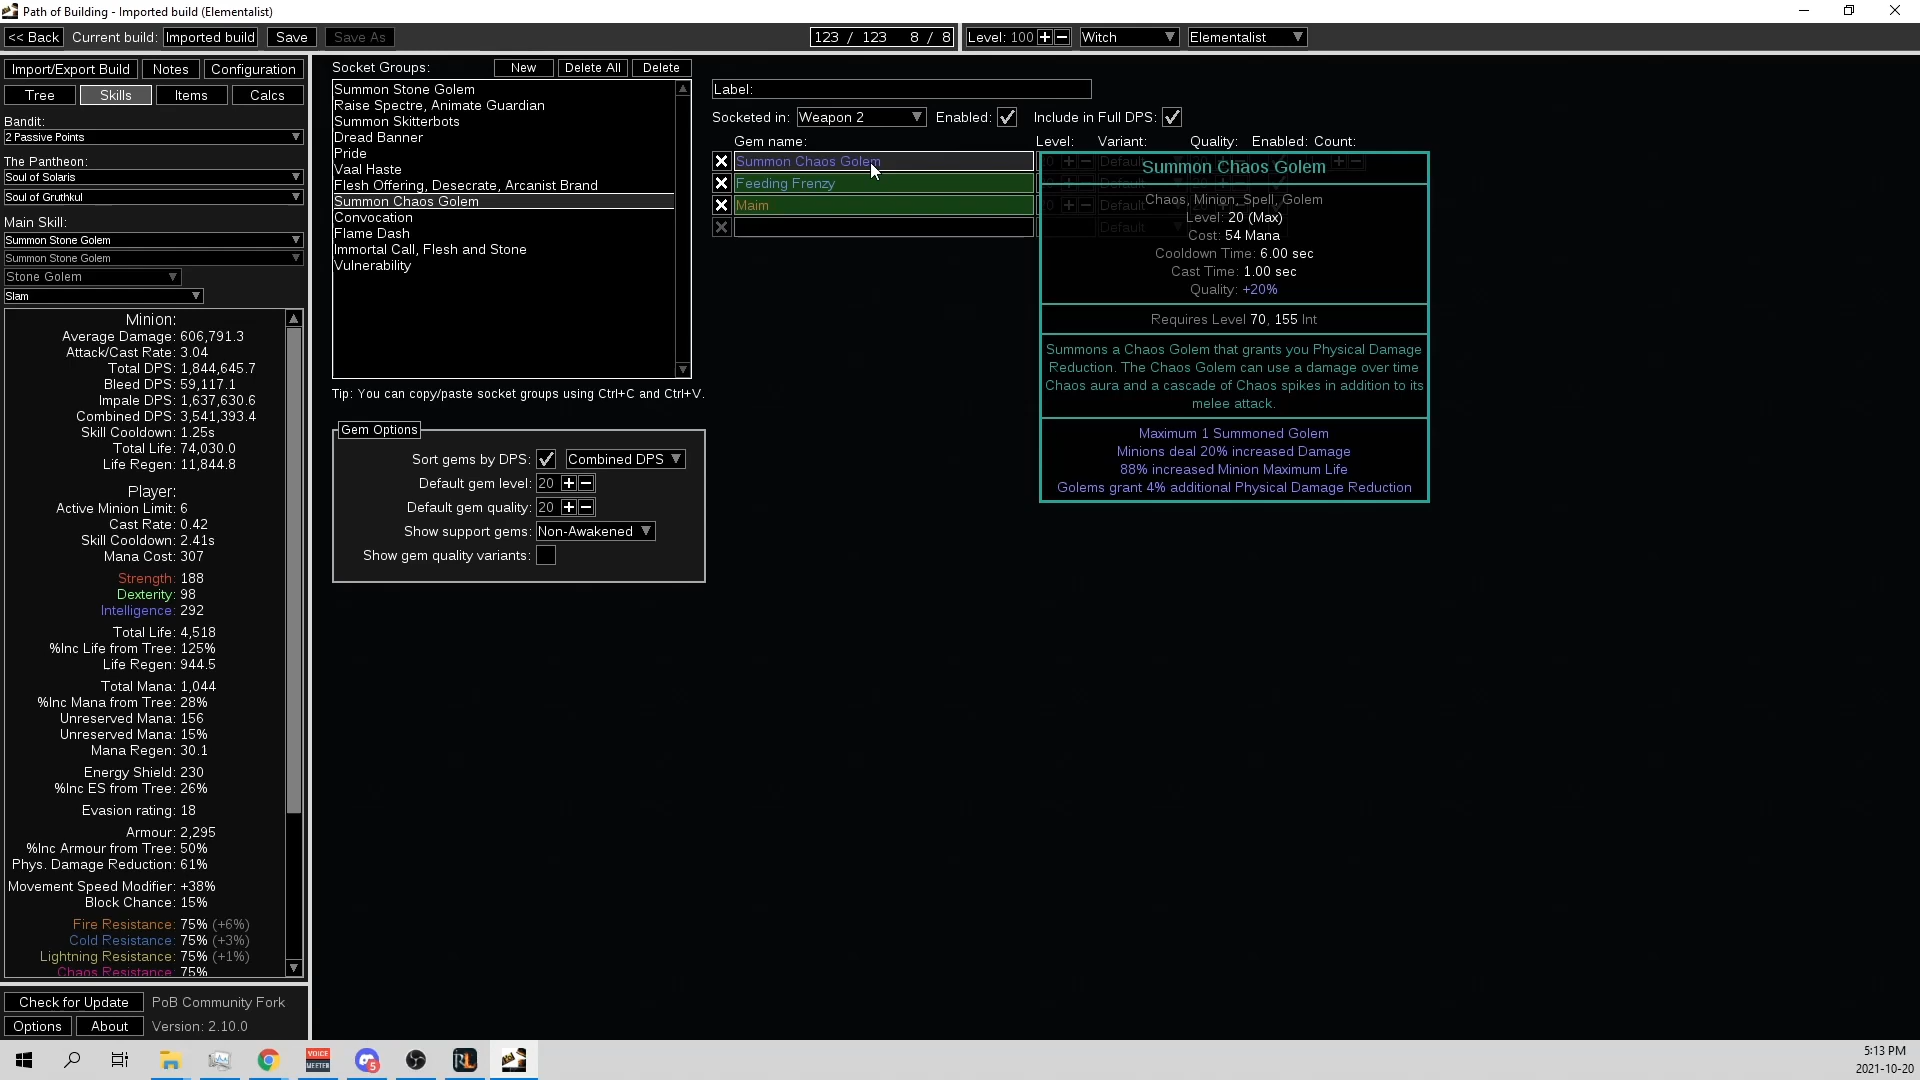 Path of Building - Imported build (Elementalist)
<< Back Current build: Imported build Save Save As 123 / 123 8 / 8 Level: 100 Witch Elementalist
Import/Export Build Notes Configuration
Tree Skills Items Calcs
Bandit:
2 Passive Points
The Pantheon:
Soul of Solaris
Soul of Gruthkul
Main Skill:
Summon Stone Golem
Summon Stone Golem
Stone Golem
Slam
Minion:
Average Damage: 606,791.3
Attack/Cast Rate: 3.04
Total DPS: 1,844,645.7
Bleed DPS: 59,117.1
Impale DPS: 1,637,630.6
Combined DPS: 3,541,393.4
Skill Cooldown: 1.25s
Total Life: 74,030.0
Life Regen: 11,844.8
Player:
Active Minion Limit: 6
Cast Rate: 0.42
Skill Cooldown: 2.41s
Mana Cost: 307
Strength: 188
Dexterity: 98
Intelligence: 292
Total Life: 4,518
%Inc Life from Tree: 125%
Life Regen: 944.5
Total Mana: 1,044
%Inc Mana from Tree: 28%
Unreserved Mana: 156
Unreserved Mana: 15%
Mana Regen: 30.1
Energy Shield: 230
%Inc ES from Tree: 26%
Evasion rating: 18
Armour: 2,295
%Inc Armour from Tree: 50%
Phys. Damage Reduction: 61%
Movement Speed Modifier: +38%
Block Chance: 15%
Fire Resistance: 75% (+6%)
Cold Resistance: 75% (+3%)
Lightning Resistance: 75% (+1%)
Chaos Resistance: 75%
Check for Update PoB Community Fork
Options About Version: 2.10.0
Socket Groups: New Delete All Delete
Summon Stone Golem
Raise Spectre, Animate Guardian
Summon Skitterbots
Dread Banner
Pride
Vaal Haste
Flesh Offering, Desecrate, Arcanist Brand
Summon Chaos Golem
Convocation
Flame Dash
Immortal Call, Flesh and Stone
Vulnerability
Tip: You can copy/paste socket groups using Ctrl+C and Ctrl+V.
Gem Options
Sort gems by DPS: Combined DPS
Default gem level: 20
Default gem quality: 20
Show support gems: Non-Awakened
Show gem quality variants:
Label:
Socketed in: Weapon 2 Enabled: Include in Full DPS:
Gem name: Level: Variant: Quality: Enabled: Count:
Summon Chaos Golem
Feeding Frenzy
Maim
Summon Chaos Golem
Chaos, Minion, Spell, Golem
Level: 20 (Max)
Cost: 54 Mana
Cooldown Time: 6.00 sec
Cast Time: 1.00 sec
Quality: +20%
Requires Level 70, 155 Int
Summons a Chaos Golem that grants you Physical Damage
Reduction. The Chaos Golem can use a damage over time
Chaos aura and a cascade of Chaos spikes in addition to its
melee attack.
Maximum 1 Summoned Golem
Minions deal 20% increased Damage
88% increased Minion Maximum Life
Golems grant 4% additional Physical Damage Reduction
VOICE
MEETER
5
RL
5:13 PM
2021-10-20